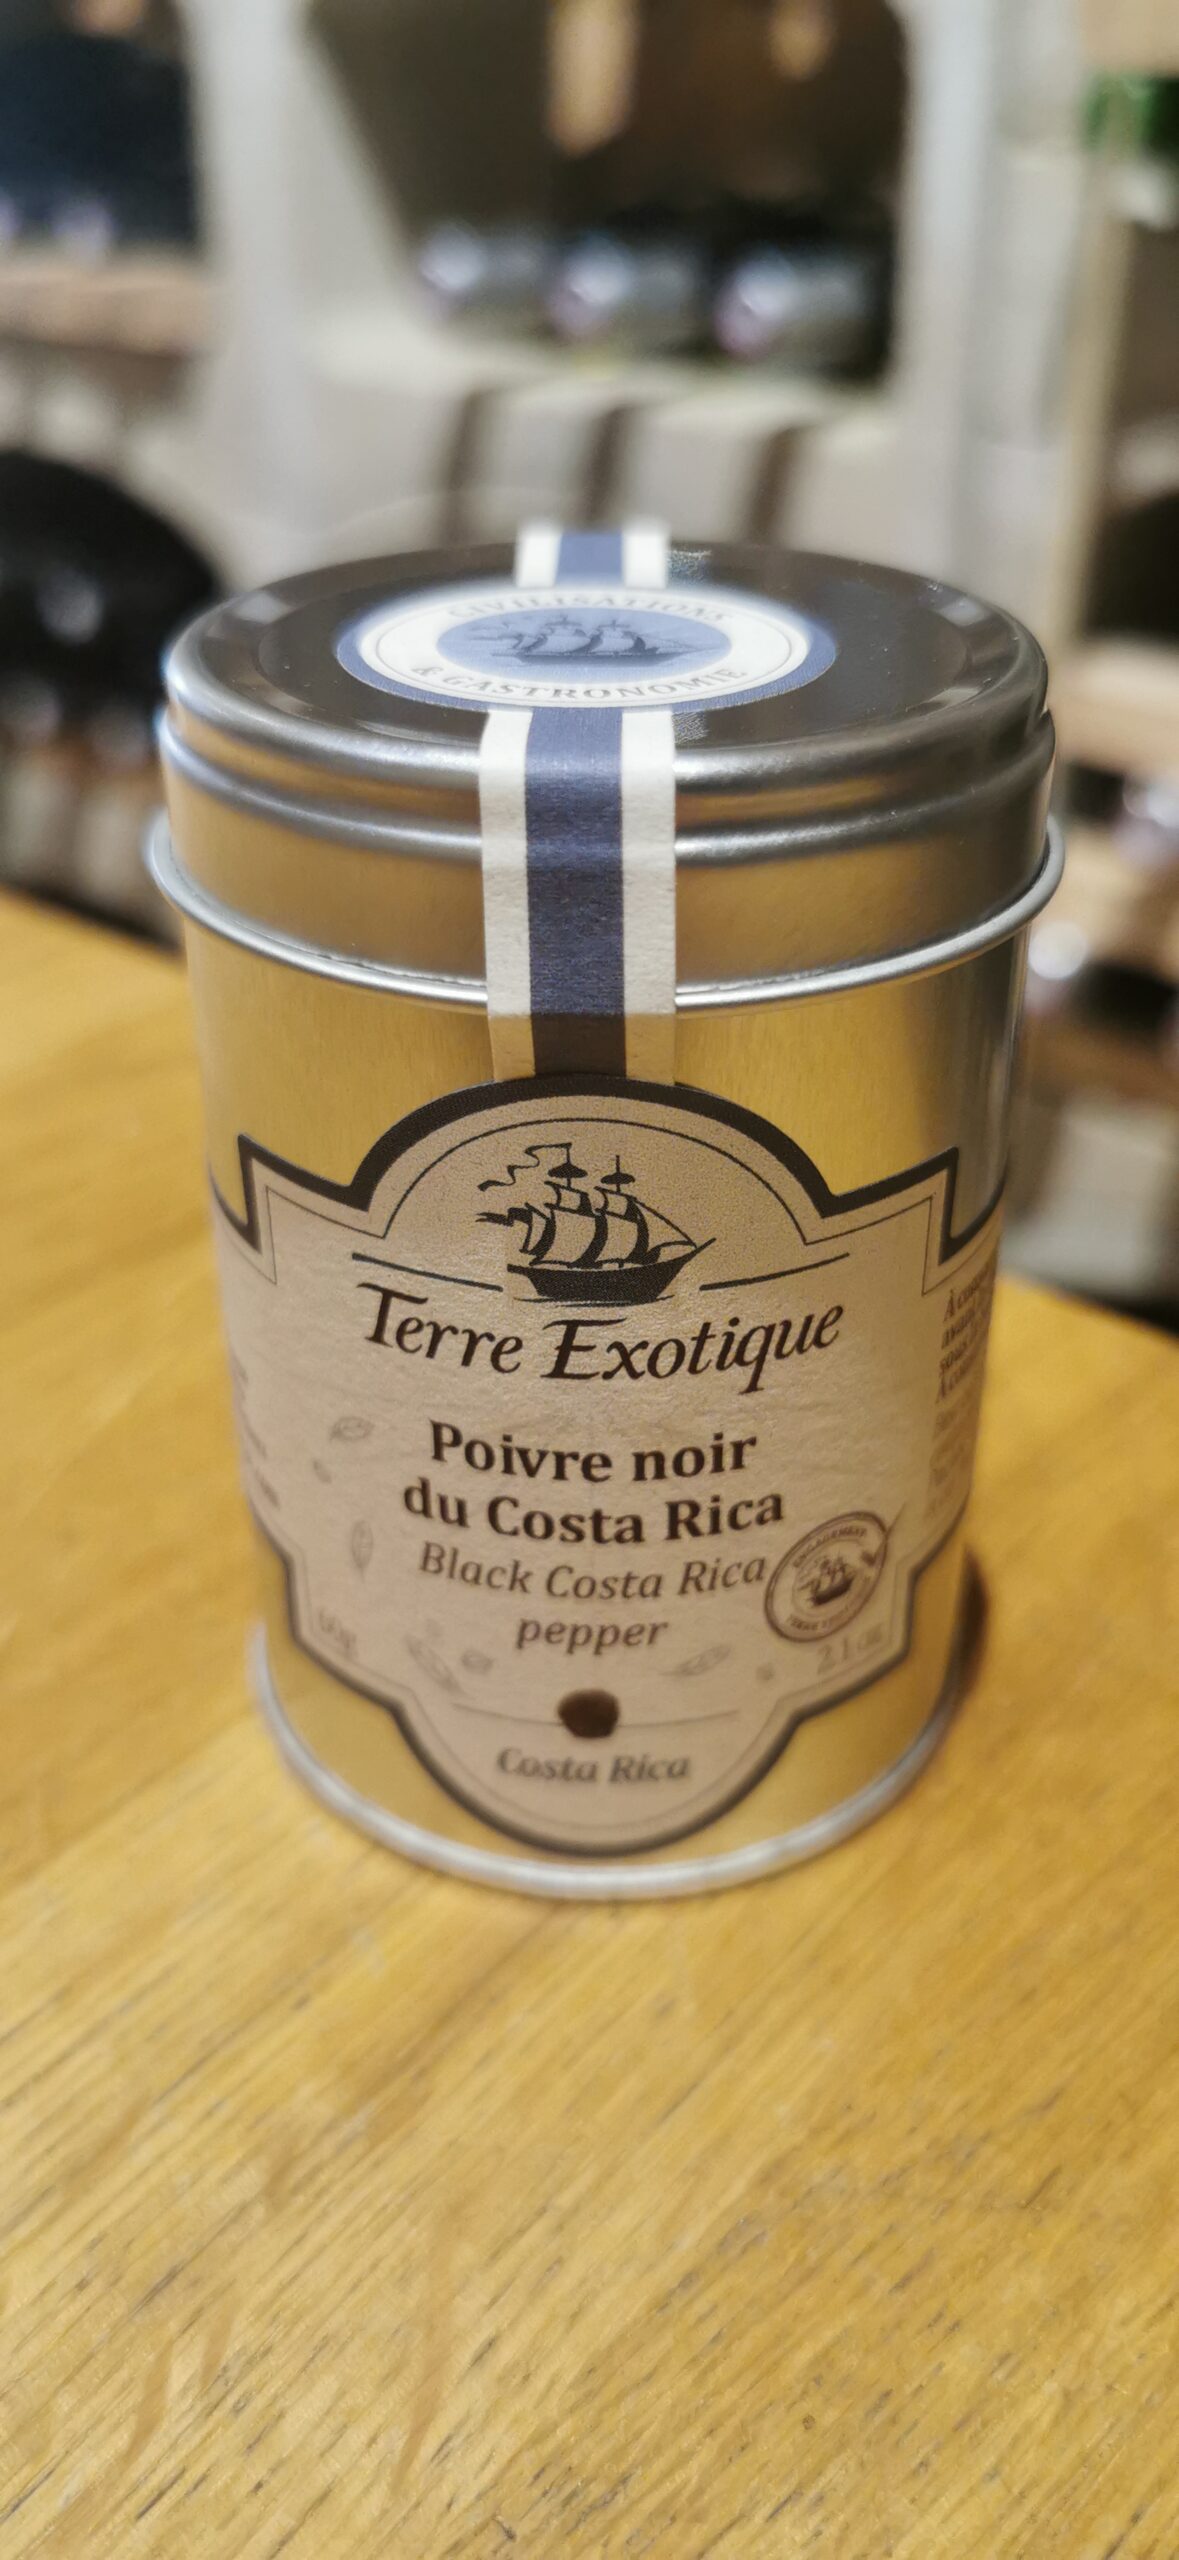 CIVILISATIONS
& GASTRONOMIE
Terre Exotique
Poivre noir
du Costa Rica
Black Costa Rica
pepper
ENGAGEMENT
60g
2.1 oz
Costa Rica